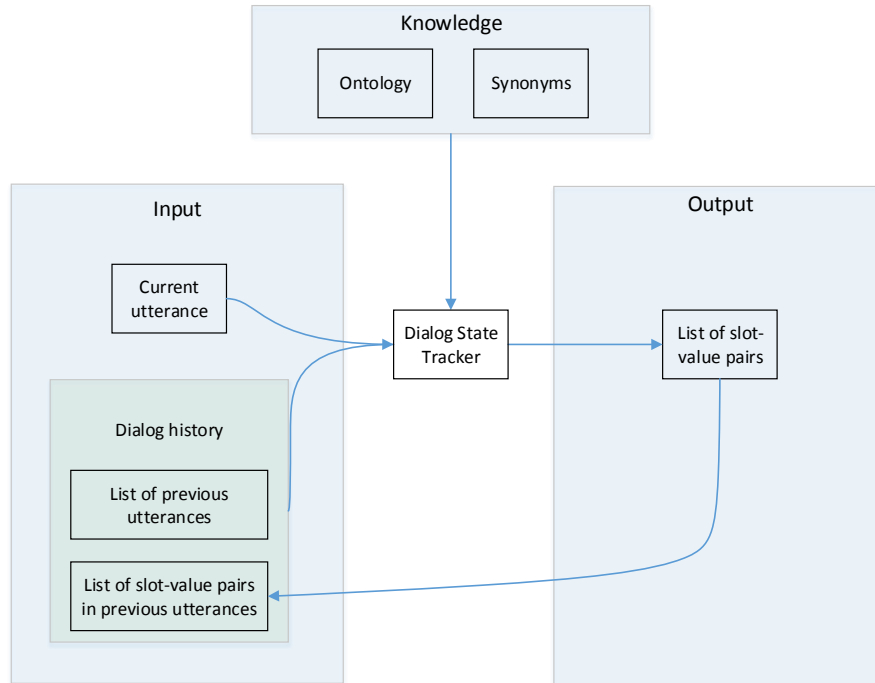 Knowledge
Ontology
Synonyms
Input
Output
Current
utterance
Dialog State
Tracker
List of slot-
value pairs
Dialog history
List of previous
utterances
List of slot-value pairs
in previous utterances